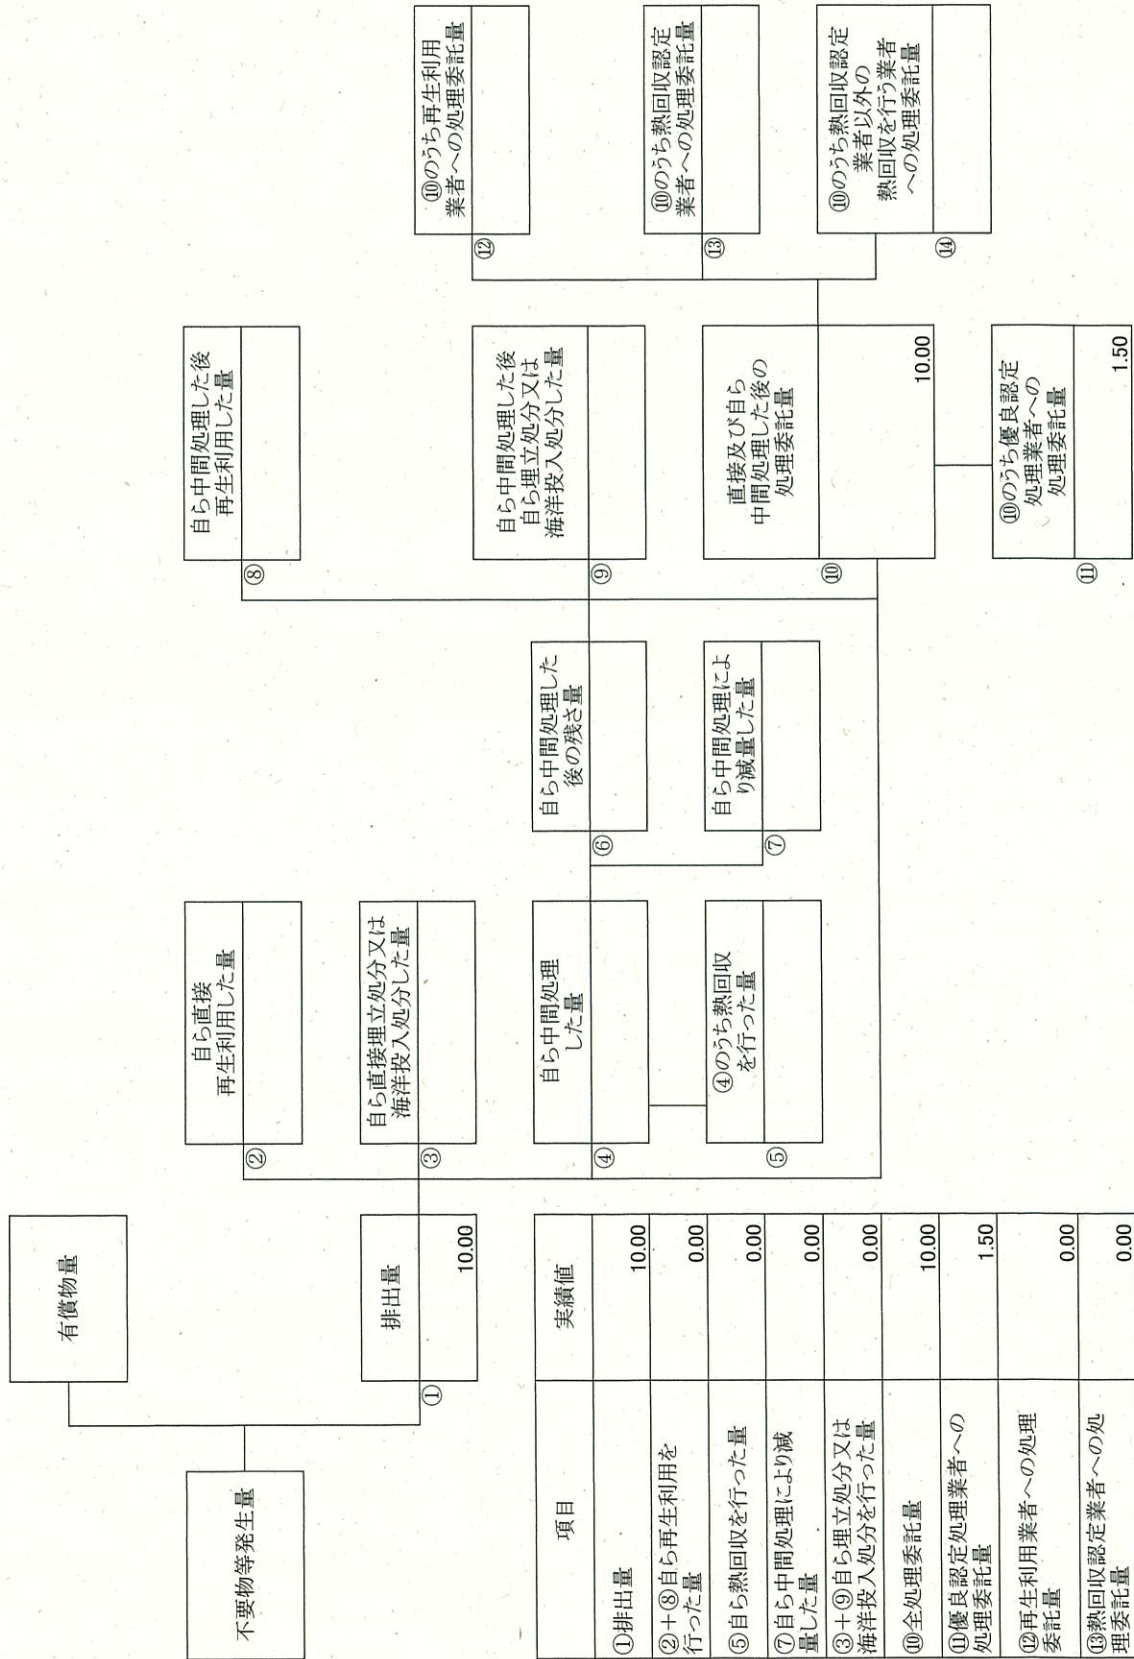 不要物等発生量
有償物量
①
排出量
10.00
②
自ら直接
再生利用した量
③
自ら直接埋立処分又は
海洋投入処分した量
④
自ら中間処理
した量
⑤
④のうち熱回収
を行った量
⑥
自ら中間処理した
後の残さ量
⑦
自ら中間処理によ
り減量した量
⑧
自ら中間処理した後
再生利用した量
⑨
自ら中間処理した後
自ら埋立処分又は
海洋投入処分した量
⑩
直接及び自ら
中間処理した後の
処理委託量
10.00
⑪
⑩のうち優良認定
処理業者への
処理委託量
1.50
⑫
⑩のうち再生利用
業者への処理委託量
⑬
⑩のうち熱回収認定
業者への処理委託量
⑭
⑩のうち熱回収認定
業者以外の
熱回収を行う業者
への処理委託量
項目
実績値
①排出量
10.00
②+⑧自ら再生利用を
行った量
0.00
⑤自ら熱回収を行った量
0.00
⑦自ら中間処理により減
量した量
0.00
③+⑨自ら埋立処分又は
海洋投入処分を行った量
0.00
⑩全処理委託量
10.00
⑪優良認定処理業者への
処理委託量
1.50
⑫再生利用業者への処理
委託量
0.00
⑬熱回収認定業者への処
理委託量
0.00